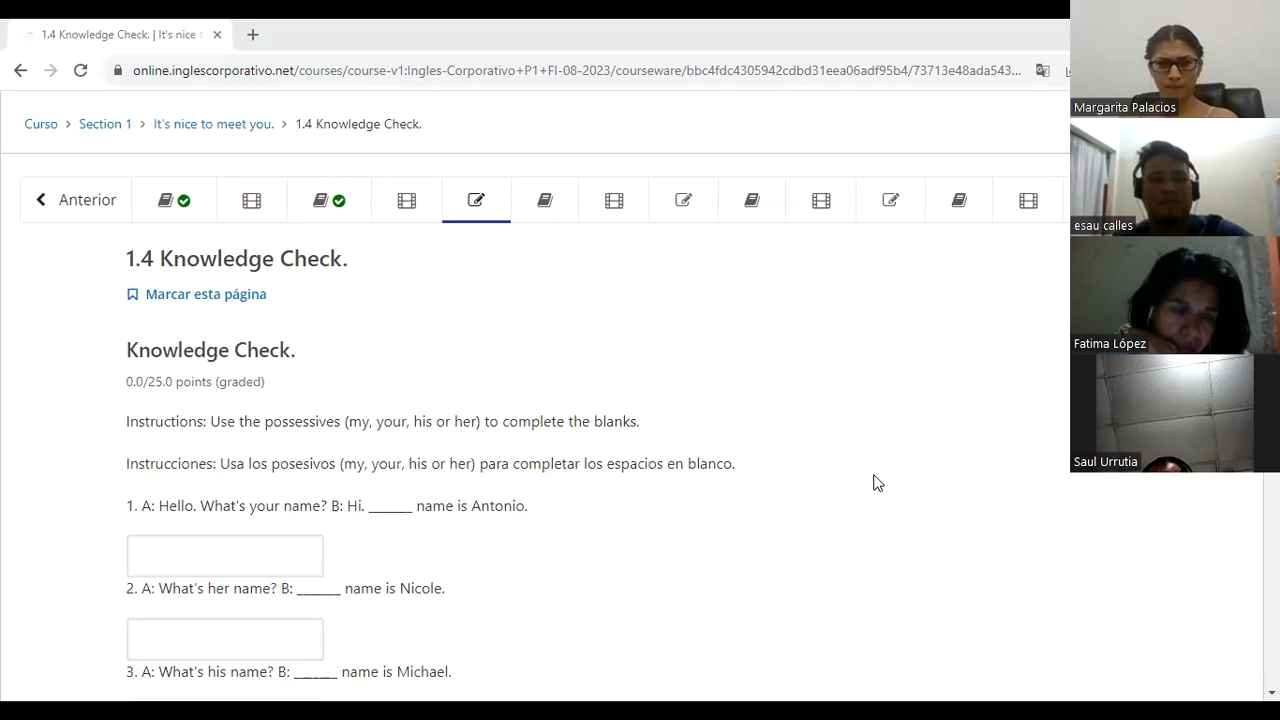 1.4 Knowledge Check. | It's nice t
online.inglescorporativo.net/courses/course-v1:Ingles-Corporativo+P1+FI-08-2023/courseware/bbc4fdc4305942cdbd31eea06adf95b4/73713e48ada543...
Curso > Section 1 > It's nice to meet you. > 1.4 Knowledge Check.
Anterior
1.4 Knowledge Check.
Marcar esta página
Knowledge Check.
0.0/25.0 points (graded)
Instructions: Use the possessives (my, your, his or her) to complete the blanks.
Instrucciones: Usa los posesivos (my, your, his or her) para completar los espacios en blanco.
1. A: Hello. What's your name? B: Hi. ______ name is Antonio.
2. A: What's her name? B: ______ name is Nicole.
3. A: What's his name? B: ______ name is Michael.
Margarita Palacios
esau calles
Fatima López
Saul Urrutia